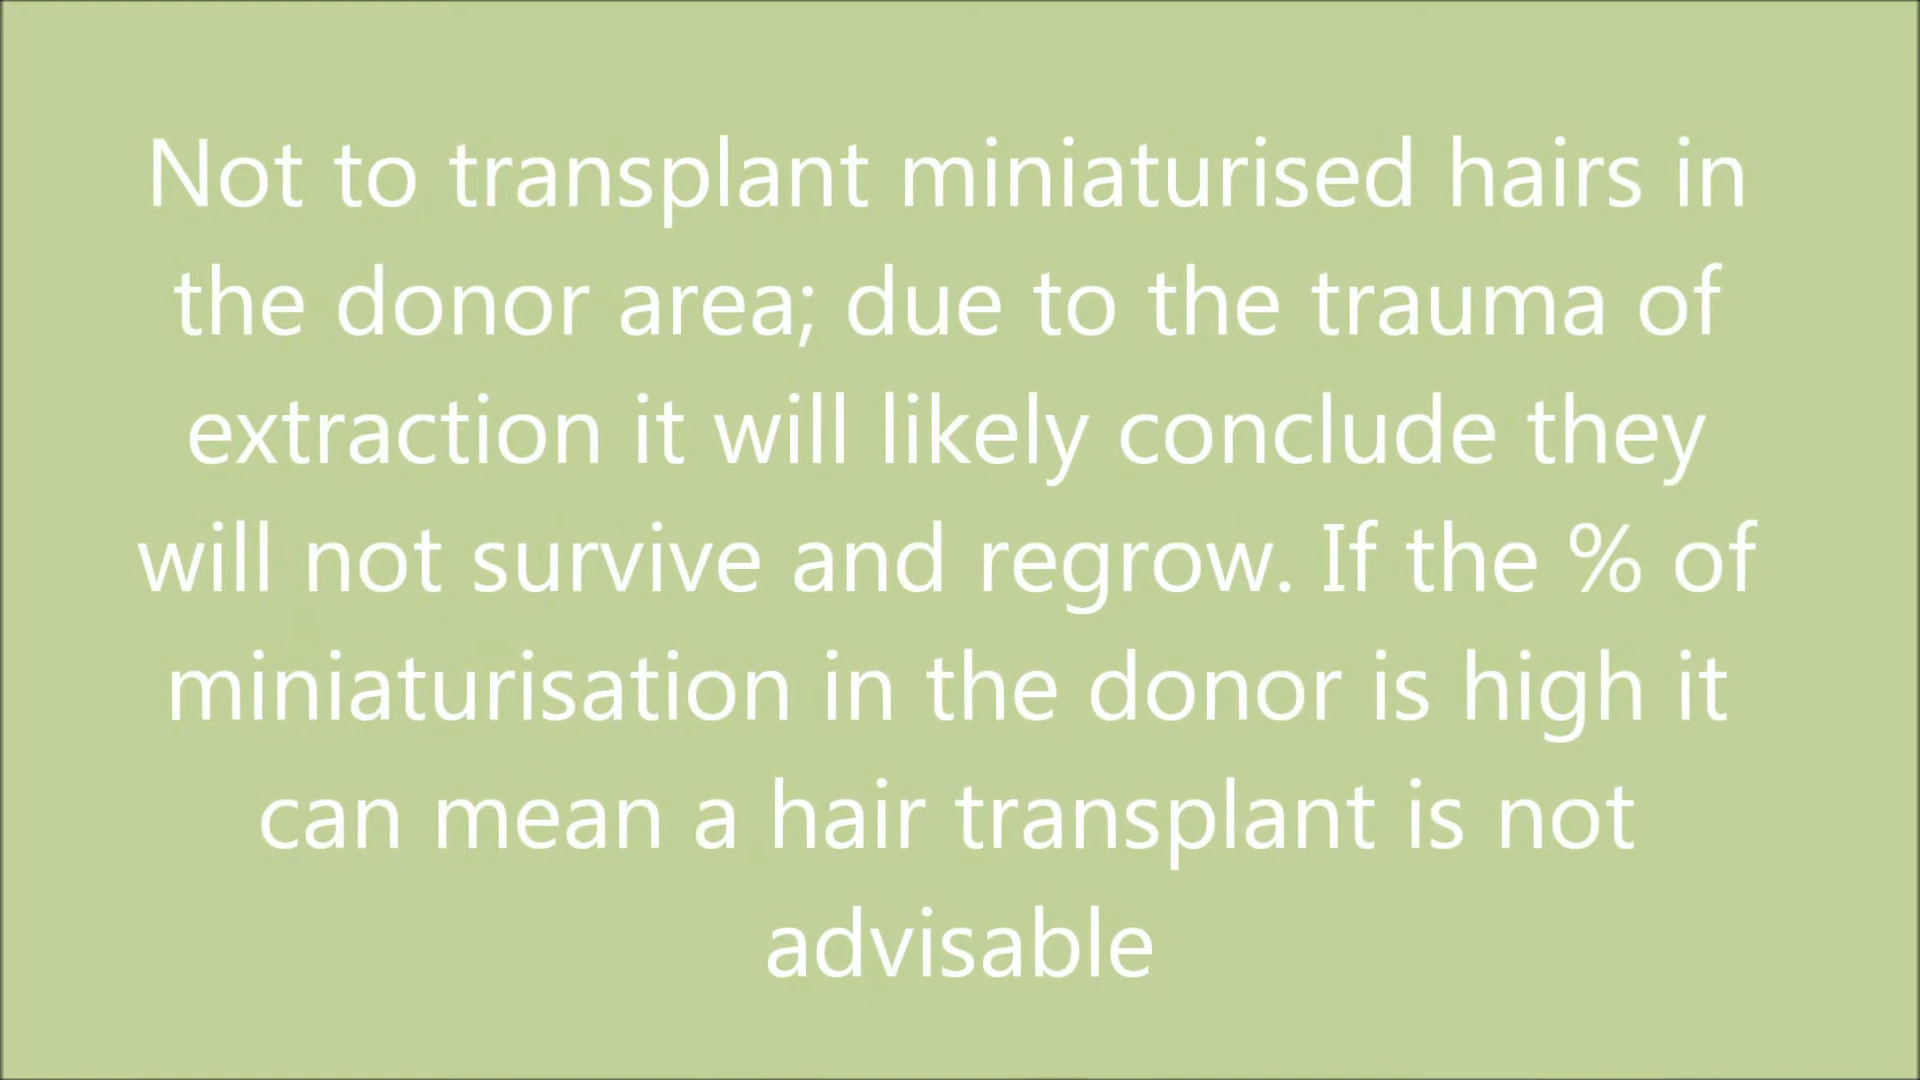 Not to transplant miniaturised hairs in
the donor area; due to the trauma of
extraction it will likely conclude they
will not survive and regrow. If the % of
miniaturisation in the donor is high it
can mean a hair transplant is not
advisable